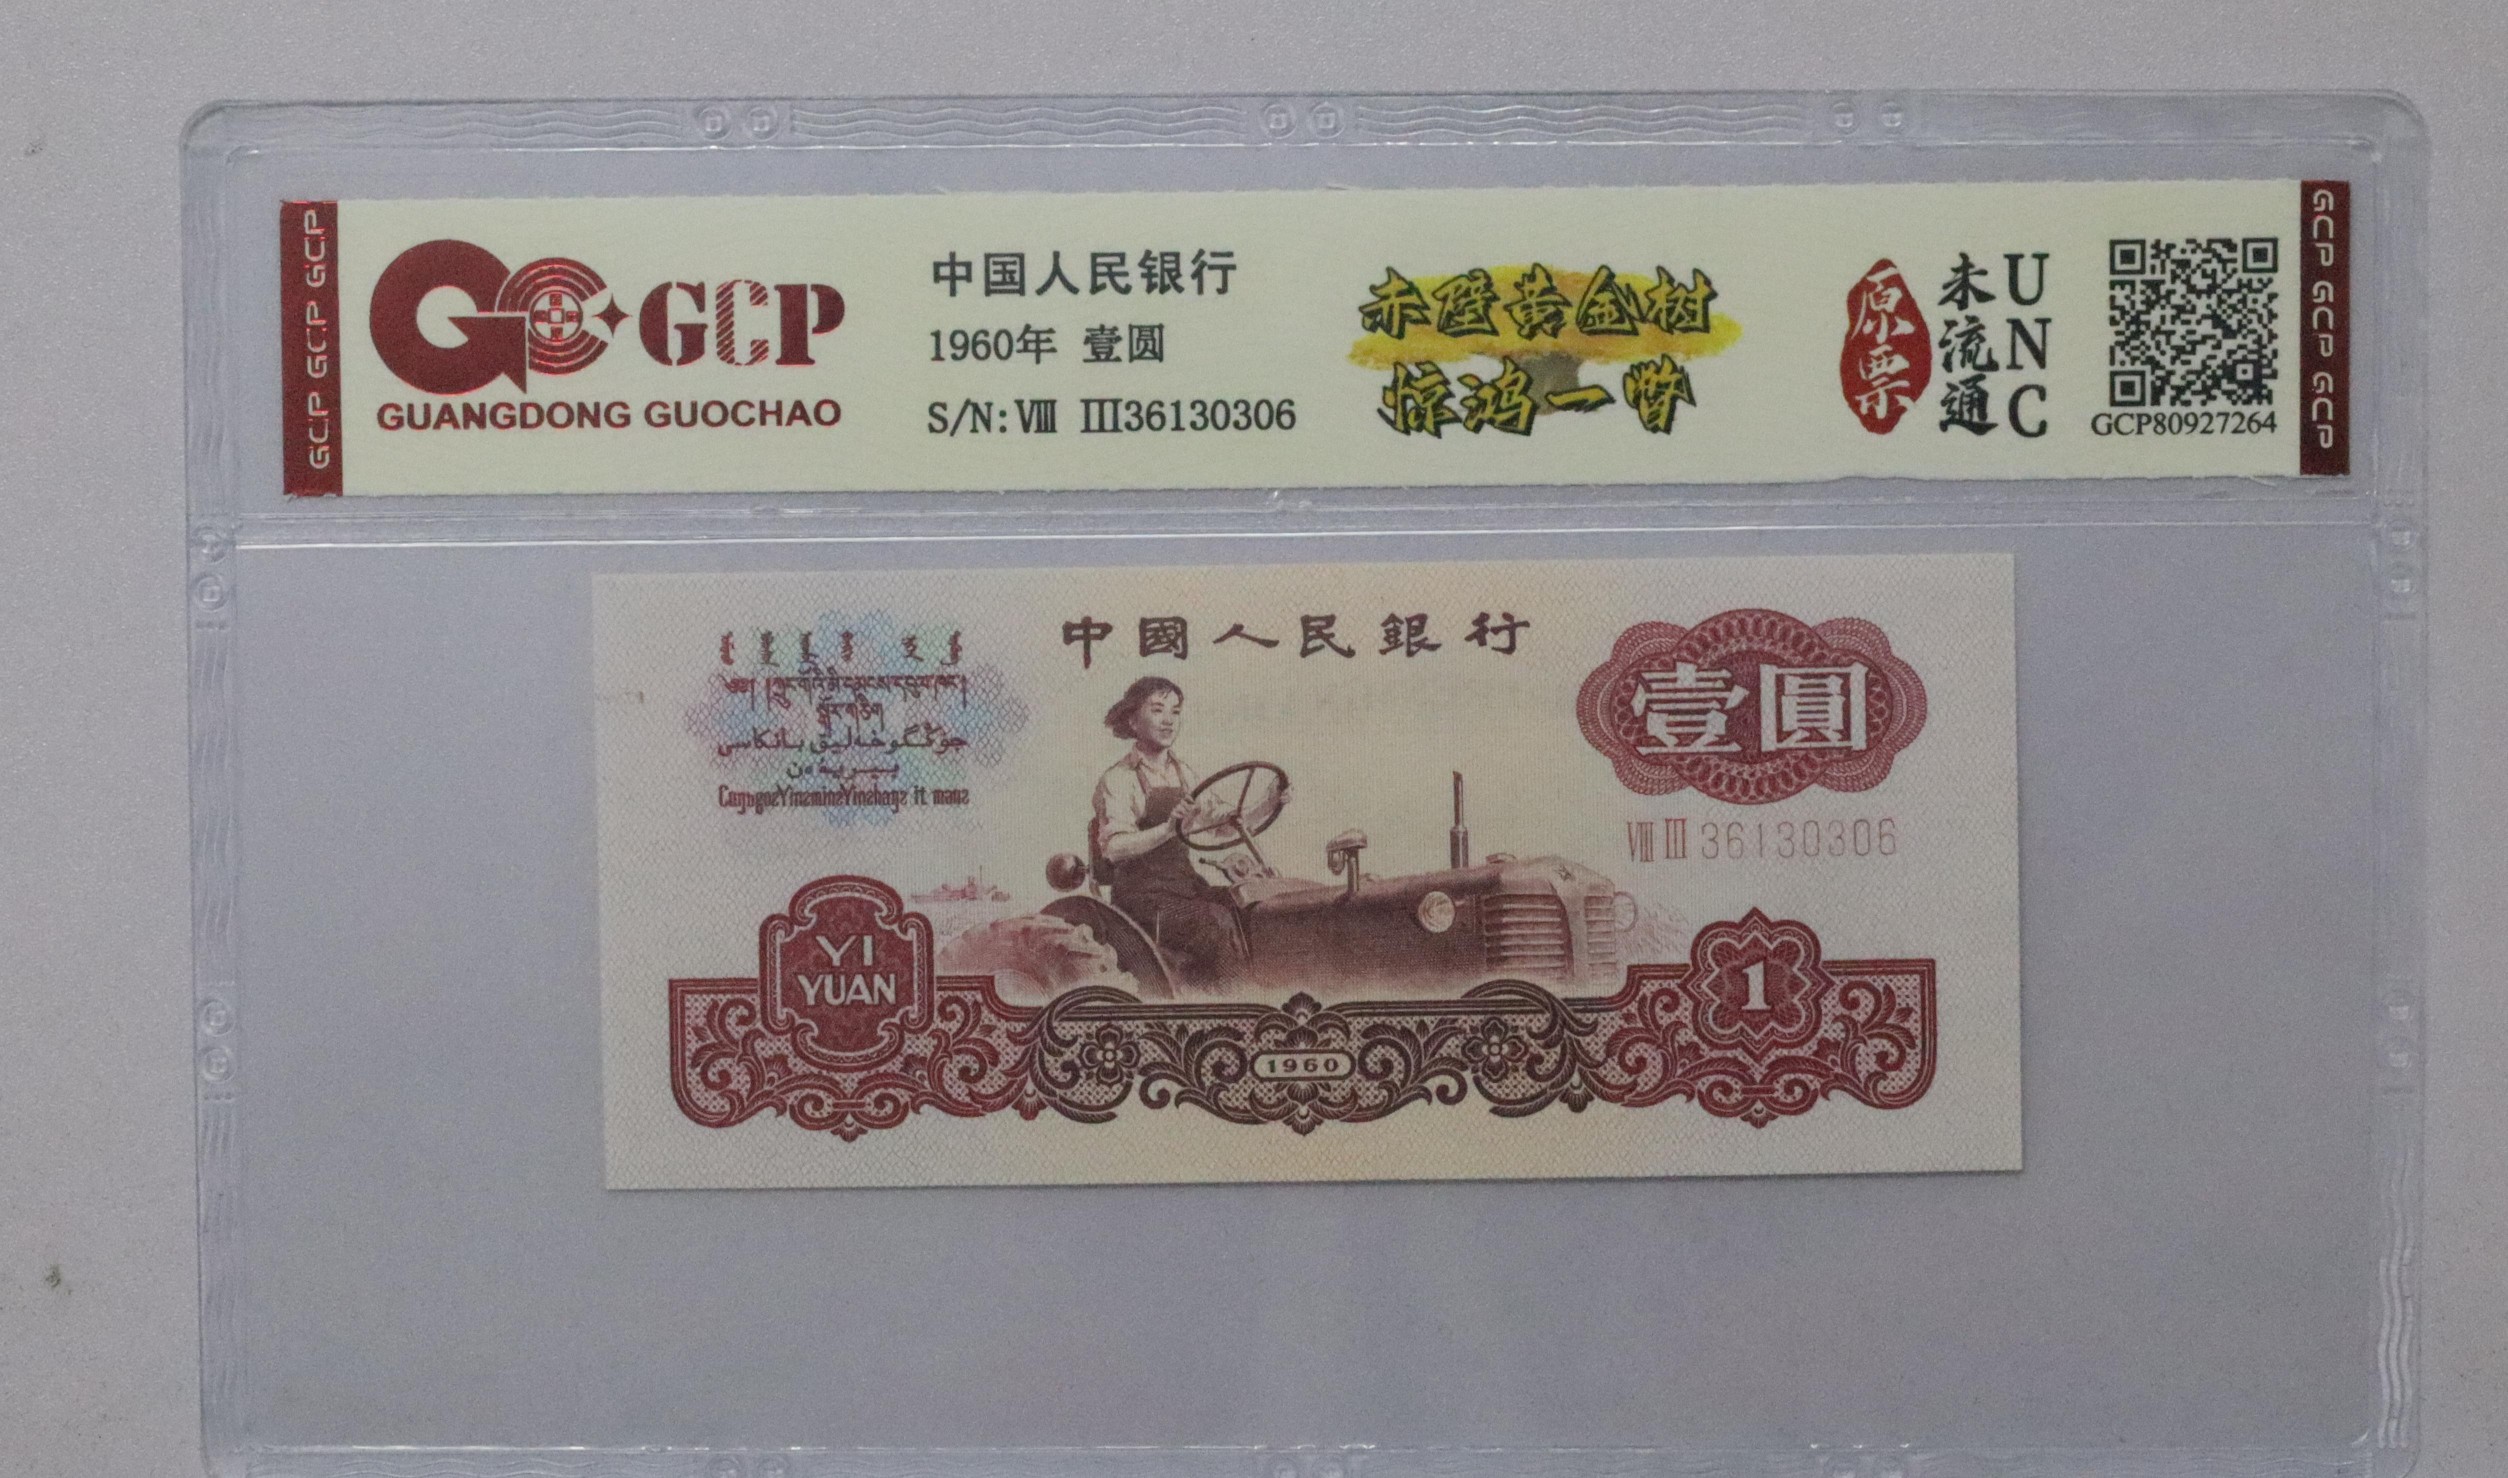 GCP GCP GCP
GCP
GUANGDONG GUOCHAO
中国人民银行
1960年 壹圆
S/N: Ⅷ Ⅲ36130306
赤壁黄金树
惊鸿一瞥
原票
未流通
UNC
GCP80927264
GCP GCP GCP
中國人民銀行
壹圓
Ⅷ Ⅲ 36130306
YI
YUAN
1960
1